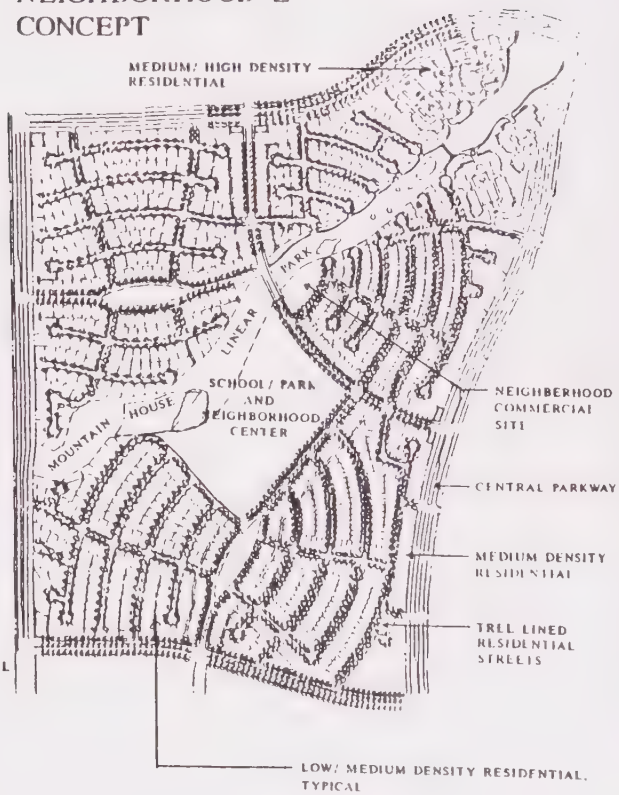 CONCEPT
MEDIUM/ HIGH DENSITY
RESIDENTIAL
PARK
LINEAR
SCHOOL/ PARK
AND
NEIGHBORHOOD
CENTER
HOUSE
MOUNTAIN
NEIGHBERHOOD
COMMERCIAL
SITE
CENTRAL PARKWAY
MEDIUM DENSITY
RESIDENTIAL
TREE LINED
RESIDENTIAL
STREETS
L
LOW/ MEDIUM DENSITY RESIDENTIAL,
TYPICAL